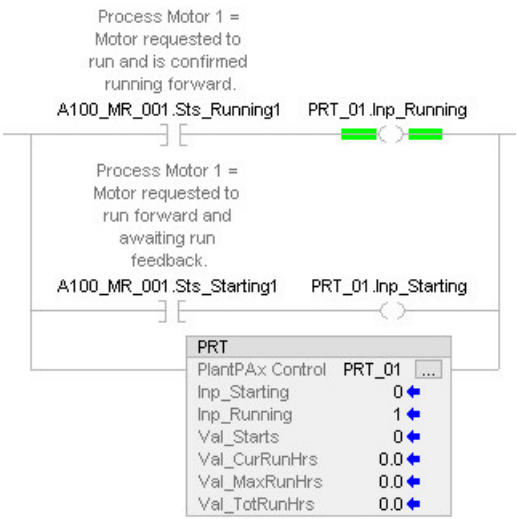 Process Motor 1 =
Motor requested to
run and is confirmed
running forward.
A100_MR_001.Sts_Running1 PRT_01.Inp_Running
Process Motor 1 =
Motor requested to
run forward and
awaiting run
feedback.
A100_MR_001.Sts_Starting1 PRT_01.Inp_Starting
PRT
PlantPAx Control PRT_01 ...
Inp_Starting 0
Inp_Running 1
Val_Starts 0
Val_CurRunHrs 0.0
Val_MaxRunHrs 0.0
Val_TotRunHrs 0.0